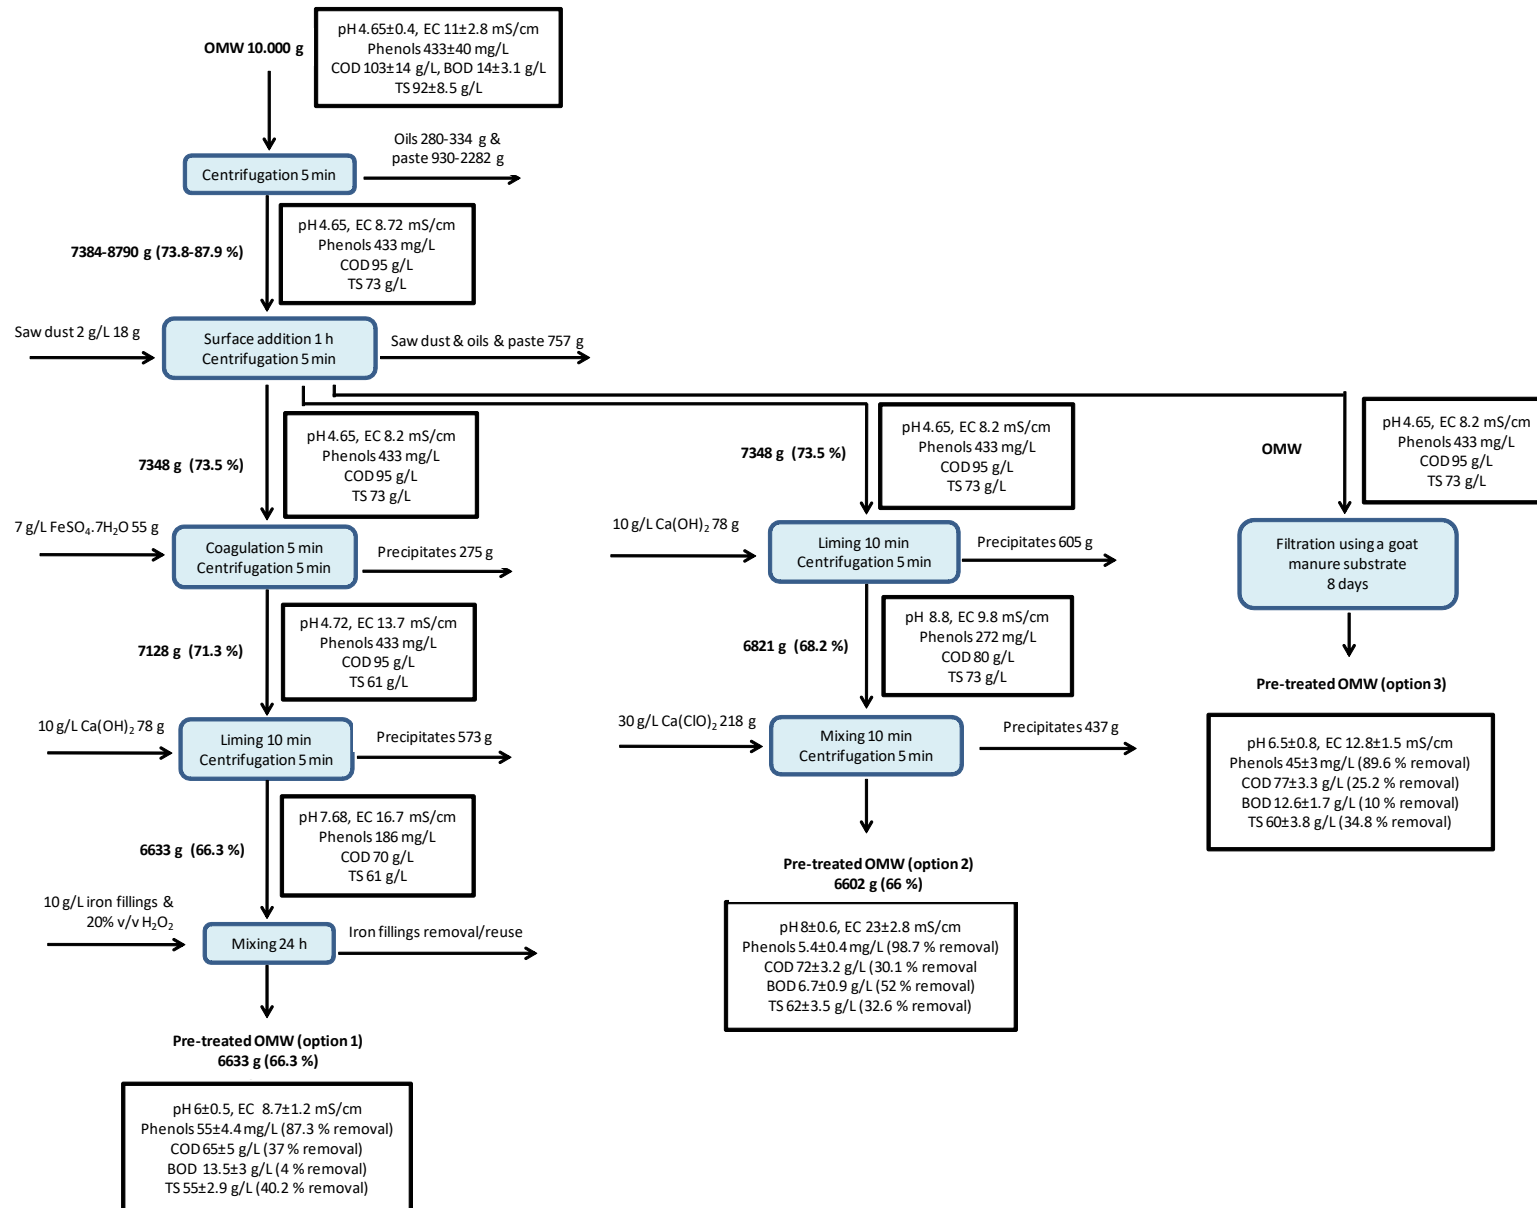 OMW 10.000 g
pH 4.65±0.4, EC 11±2.8 mS/cm
Phenols 433±40 mg/L
COD 103±14 g/L, BOD 14±3.1 g/L
TS 92±8.5 g/L
Oils 280-334 g &
paste 930-2282 g
Centrifugation 5 min
7384-8790 g (73.8-87.9 %)
pH 4.65, EC 8.72 mS/cm
Phenols 433 mg/L
COD 95 g/L
TS 73 g/L
Saw dust 2 g/L 18 g
Surface addition 1 h
Centrifugation 5 min
Saw dust & oils & paste 757 g
7348 g (73.5 %)
pH 4.65, EC 8.2 mS/cm
Phenols 433 mg/L
COD 95 g/L
TS 73 g/L
7 g/L FeSO₄.7H₂O 55 g
Coagulation 5 min
Centrifugation 5 min
Precipitates 275 g
7128 g (71.3 %)
pH 4.72, EC 13.7 mS/cm
Phenols 433 mg/L
COD 95 g/L
TS 61 g/L
10 g/L Ca(OH)₂ 78 g
Liming 10 min
Centrifugation 5 min
Precipitates 573 g
6633 g (66.3 %)
pH 7.68, EC 16.7 mS/cm
Phenols 186 mg/L
COD 70 g/L
TS 61 g/L
10 g/L iron fillings &
20% v/v H₂O₂
Mixing 24 h
Iron fillings removal/reuse
Pre-treated OMW (option 1)
6633 g (66.3 %)
pH 6±0.5, EC 8.7±1.2 mS/cm
Phenols 55±4.4 mg/L (87.3 % removal)
COD 65±5 g/L (37 % removal)
BOD 13.5±3 g/L (4 % removal)
TS 55±2.9 g/L (40.2 % removal)
7348 g (73.5 %)
pH 4.65, EC 8.2 mS/cm
Phenols 433 mg/L
COD 95 g/L
TS 73 g/L
10 g/L Ca(OH)₂ 78 g
Liming 10 min
Centrifugation 5 min
Precipitates 605 g
6821 g (68.2 %)
pH 8.8, EC 9.8 mS/cm
Phenols 272 mg/L
COD 80 g/L
TS 73 g/L
30 g/L Ca(ClO)₂ 218 g
Mixing 10 min
Centrifugation 5 min
Precipitates 437 g
Pre-treated OMW (option 2)
6602 g (66 %)
pH 8±0.6, EC 23±2.8 mS/cm
Phenols 5.4±0.4 mg/L (98.7 % removal)
COD 72±3.2 g/L (30.1 % removal
BOD 6.7±0.9 g/L (52 % removal)
TS 62±3.5 g/L (32.6 % removal)
OMW
pH 4.65, EC 8.2 mS/cm
Phenols 433 mg/L
COD 95 g/L
TS 73 g/L
Filtration using a goat
manure substrate
8 days
Pre-treated OMW (option 3)
pH 6.5±0.8, EC 12.8±1.5 mS/cm
Phenols 45±3 mg/L (89.6 % removal)
COD 77±3.3 g/L (25.2 % removal)
BOD 12.6±1.7 g/L (10 % removal)
TS 60±3.8 g/L (34.8 % removal)